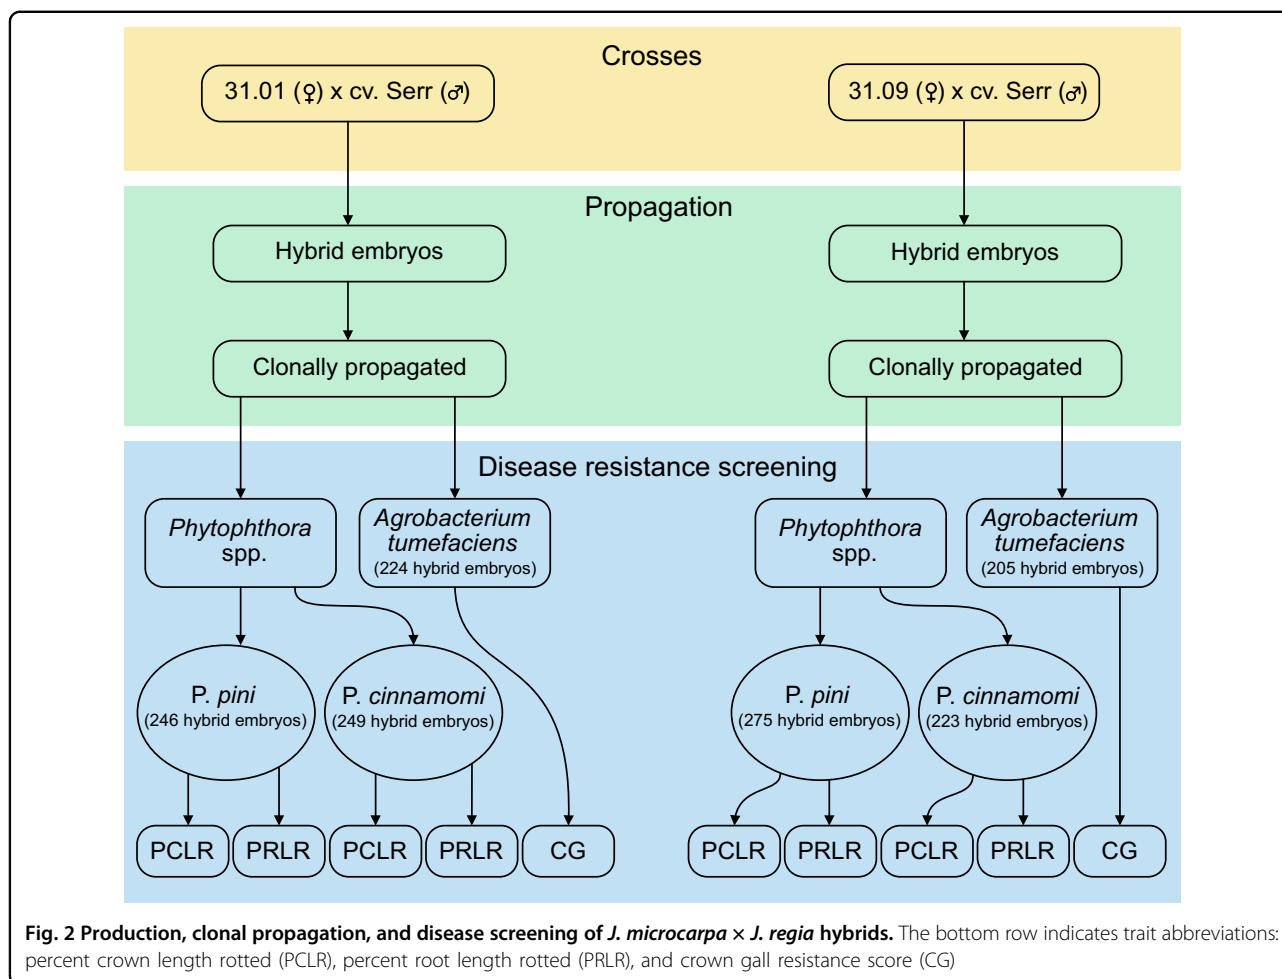 Crosses
31.01 (♀) x cv. Serr (♂)
31.09 (♀) x cv. Serr (♂)
Propagation
Hybrid embryos
Hybrid embryos
Clonally propagated
Clonally propagated
Disease resistance screening
Phytophthora
spp.
Agrobacterium
tumefaciens
(224 hybrid embryos)
Phytophthora
spp.
Agrobacterium
tumefaciens
(205 hybrid embryos)
P. pini
(246 hybrid embryos)
P. cinnamomi
(249 hybrid embryos)
P. pini
(275 hybrid embryos)
P. cinnamomi
(223 hybrid embryos)
PCLR
PRLR
PCLR
PRLR
CG
PCLR
PRLR
PCLR
PRLR
CG
Fig. 2 Production, clonal propagation, and disease screening of J. microcarpa × J. regia hybrids. The bottom row indicates trait abbreviations:
percent crown length rotted (PCLR), percent root length rotted (PRLR), and crown gall resistance score (CG)